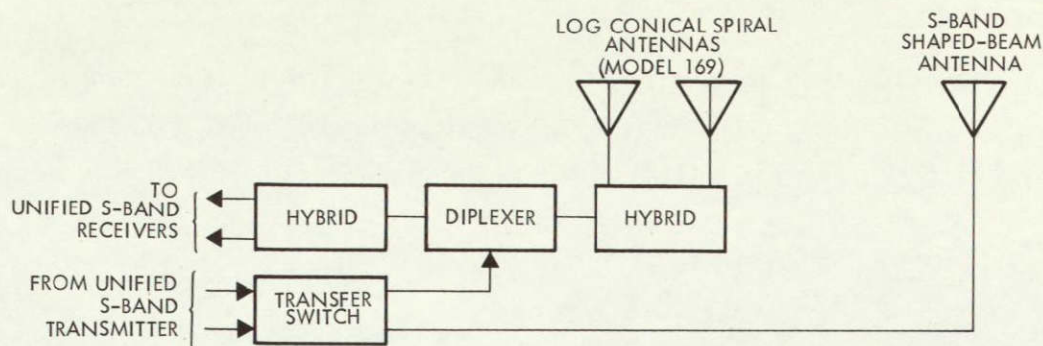 LOG CONICAL SPIRAL
ANTENNAS
(MODEL 169)
S-BAND
SHAPED-BEAM
ANTENNA
TO
UNIFIED S-BAND
RECEIVERS
HYBRID
DIPLEXER
HYBRID
FROM UNIFIED
S-BAND
TRANSMITTER
TRANSFER
SWITCH